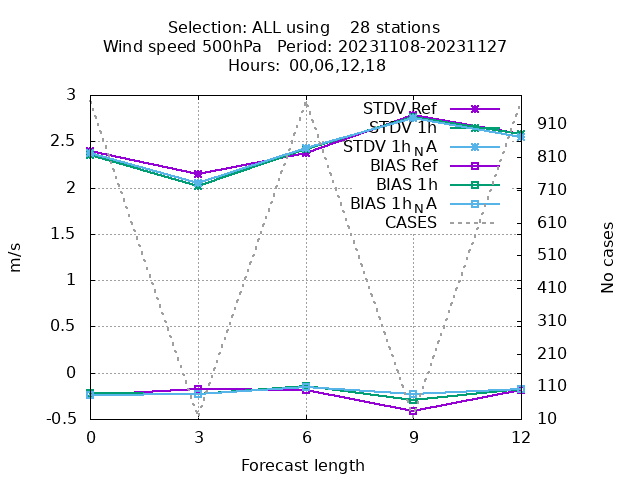 Selection: ALL using    28 stations
Wind speed 500hPa   Period: 20231108-20231127
Hours:  00,06,12,18
STDV Ref
STDV 1h
STDV 1h_NA
BIAS Ref
BIAS 1h
BIAS 1h_NA
CASES
3
2.5
2
1.5
1
0.5
0
-0.5
m/s
910
810
710
610
510
410
310
210
110
10
No cases
0 3 6 9 12
Forecast length